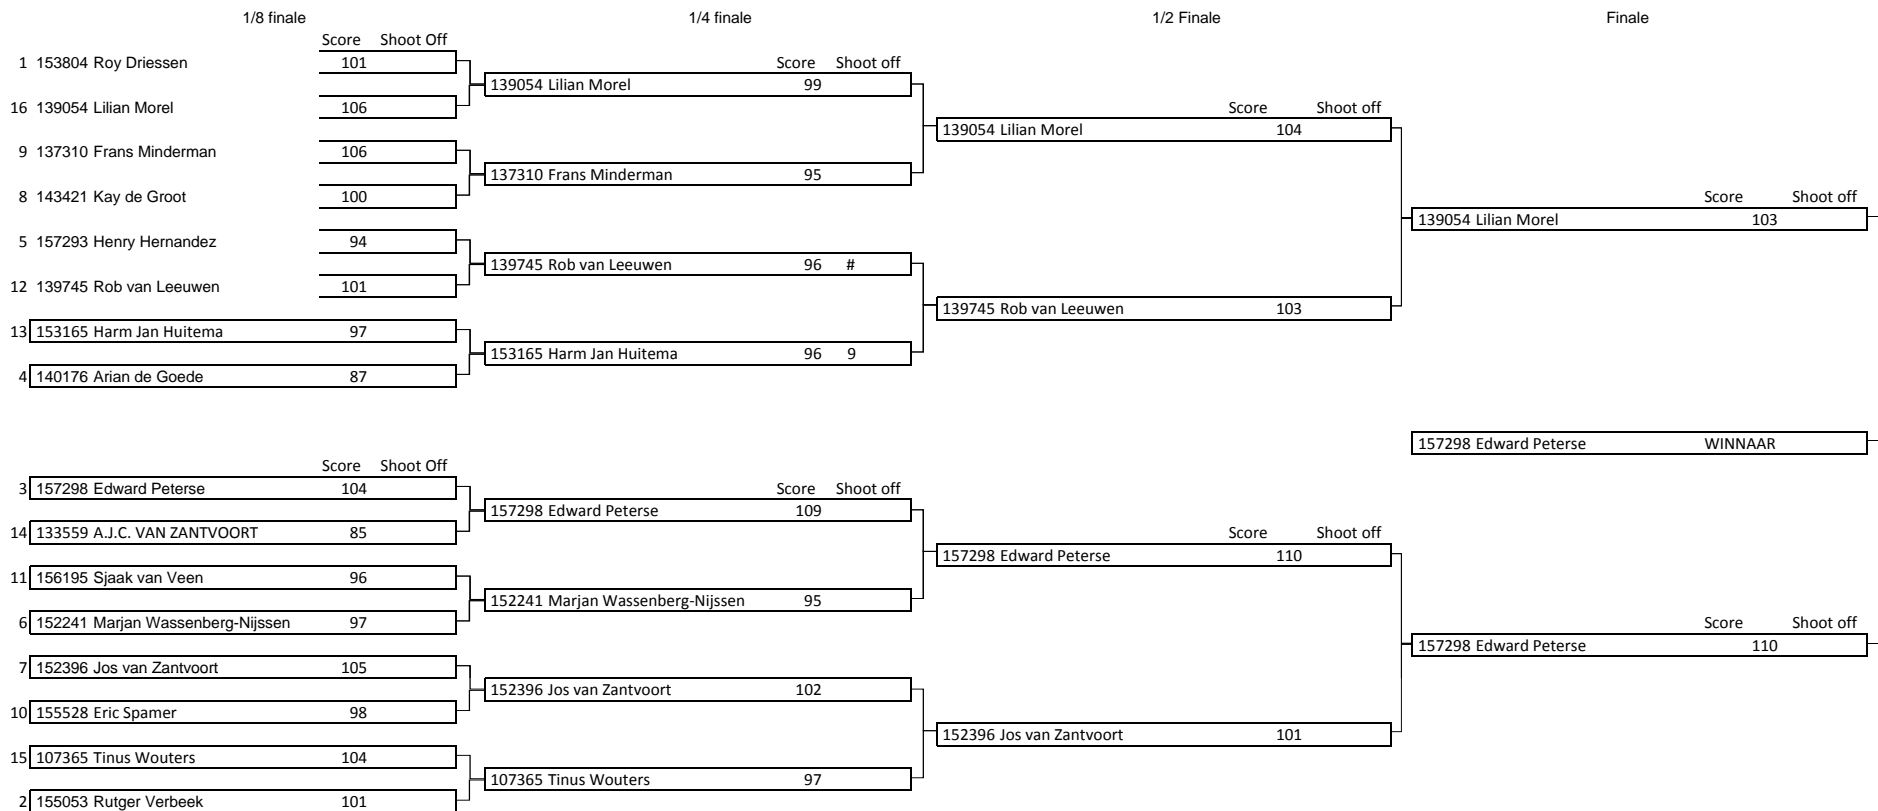 1/8 finale 1/4 finale 1/2 Finale Finale
Score Shoot Off
1 153804 Roy Driessen 101 Score Shoot off
139054 Lilian Morel 99
16 139054 Lilian Morel 106 Score Shoot off
139054 Lilian Morel 104
9 137310 Frans Minderman 106
137310 Frans Minderman 95
8 143421 Kay de Groot 100 Score Shoot off
139054 Lilian Morel 103
5 157293 Henry Hernandez 94
139745 Rob van Leeuwen 96 #
12 139745 Rob van Leeuwen 101
139745 Rob van Leeuwen 103
13 153165 Harm Jan Huitema 97
153165 Harm Jan Huitema 96 9
4 140176 Arian de Goede 87
157298 Edward Peterse WINNAAR
Score Shoot Off
3 157298 Edward Peterse 104 Score Shoot off
157298 Edward Peterse 109
14 133559 A.J.C. VAN ZANTVOORT 85 Score Shoot off
157298 Edward Peterse 110
11 156195 Sjaak van Veen 96
152241 Marjan Wassenberg-Nijssen 95
6 152241 Marjan Wassenberg-Nijssen 97 Score Shoot off
157298 Edward Peterse 110
7 152396 Jos van Zantvoort 105
152396 Jos van Zantvoort 102
10 155528 Eric Spamer 98
152396 Jos van Zantvoort 101
15 107365 Tinus Wouters 104
107365 Tinus Wouters 97
2 155053 Rutger Verbeek 101